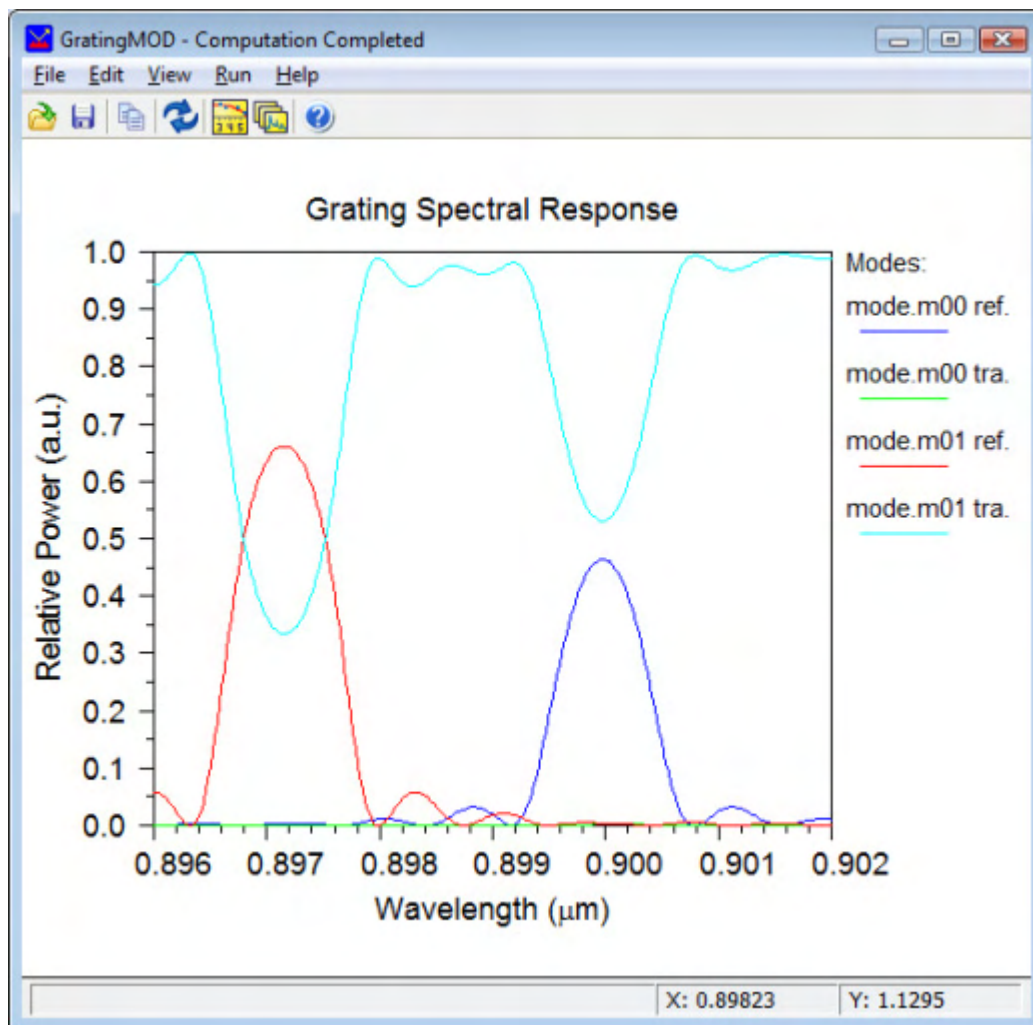 GratingMOD - Computation Completed
File Edit View Run Help
Grating Spectral Response
1.0
0.9
0.8
0.7
0.6
0.5
0.4
0.3
0.2
0.1
0.0
Relative Power (a.u.)
0.896 0.897 0.898 0.899 0.900 0.901 0.902
Wavelength (μm)
Modes:
mode.m00 ref.
mode.m00 tra.
mode.m01 ref.
mode.m01 tra.
X: 0.89823 Y: 1.1295